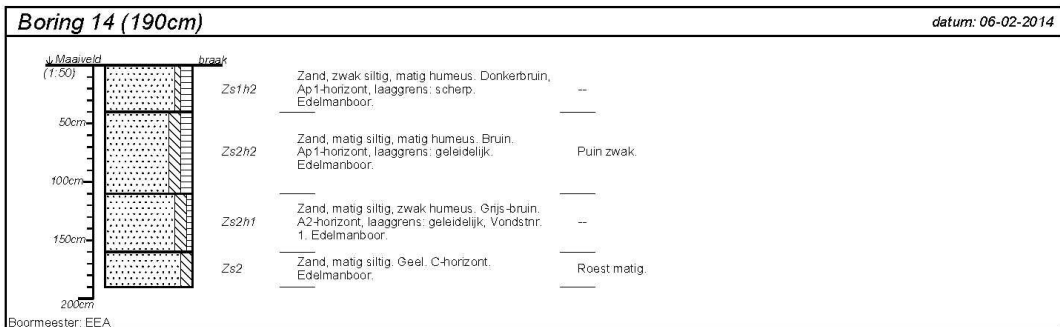 Boring 14 (190cm)
datum: 06-02-2014
↓ Maaiveld
braak
(1:50)
Zs1h2
Zand, zwak siltig, matig humeus. Donkerbruin,
Ap1-horizont, laaggrens: scherp.
Edelmanboor.
--
50cm
Zs2h2
Zand, matig siltig, matig humeus. Bruin.
Ap1-horizont, laaggrens: geleidelijk.
Edelmanboor.
Puin zwak.
100cm
Zs2h1
Zand, matig siltig, zwak humeus. Grijs-bruin.
A2-horizont, laaggrens: geleidelijk, Vondstnr.
1. Edelmanboor.
--
150cm
Zs2
Zand, matig siltig. Geel. C-horizont.
Edelmanboor.
Roest matig.
200cm
Boormeester: EEA